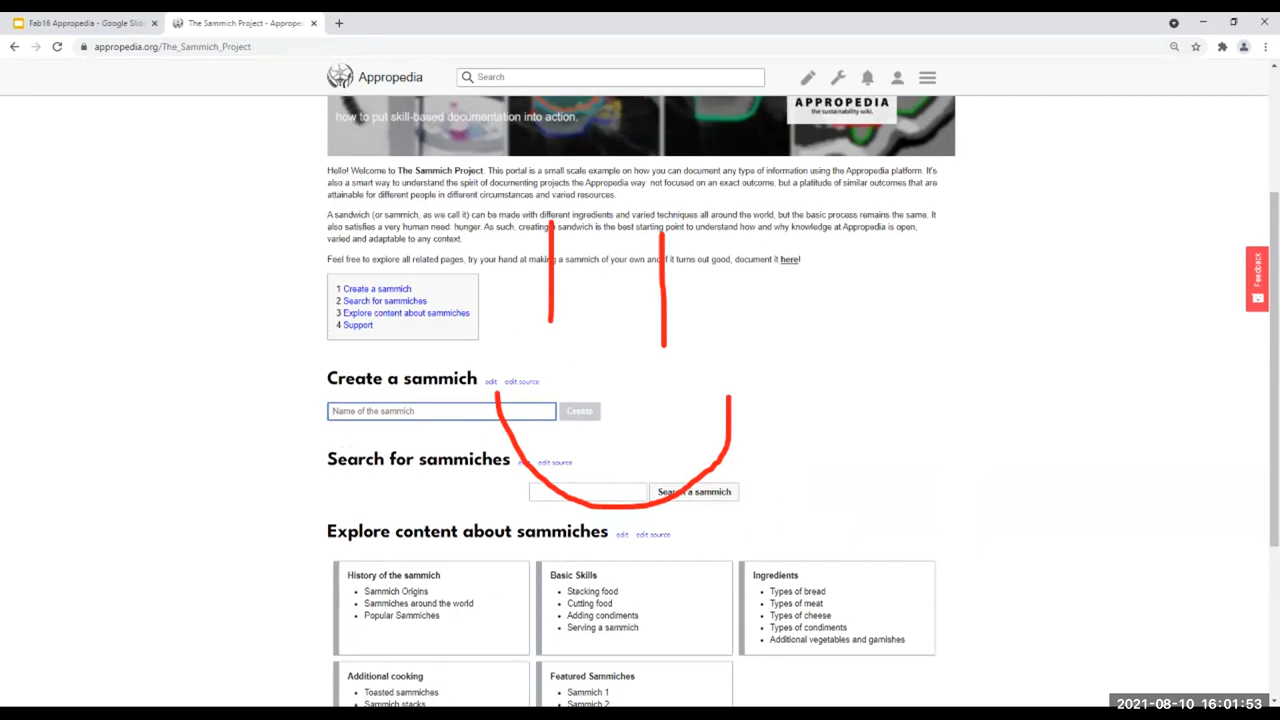 Fab16 Appropedia - Google Slid
The Sammich Project - Approped
appropedia.org/The_Sammich_Project
Appropedia
Search
how to put skill-based documentation into action.
APPROPEDIA
the sustainability wiki.
Hello! Welcome to The Sammich Project. This portal is a small scale example on how you can document any type of information using the Appropedia platform. It's
also a smart way to understand the spirit of documenting projects the Appropedia way not focused on an exact outcome, but a platitude of similar outcomes that are
attainable for different people in different circumstances and varied resources.
A sandwich (or sammich, as we call it) can be made with different ingredients and varied techniques all around the world, but the basic process remains the same. It
also satisfies a very human need: hunger. As such, creating a sandwich is the best starting point to understand how and why knowledge at Appropedia is open,
varied and adaptable to any context.
Feel free to explore all related pages, try your hand at making a sammich of your own and if it turns out good, document it here!
1 Create a sammich
2 Search for sammiches
3 Explore content about sammiches
4 Support
Feedback
Create a sammich edit edit source
Name of the sammich Create
Search for sammiches edit source
Search a sammich
Explore content about sammiches edit edit source
History of the sammich
Sammich Origins
Sammiches around the world
Popular Sammiches
Basic Skills
Stacking food
Cutting food
Adding condiments
Serving a sammich
Ingredients
Types of bread
Types of meat
Types of cheese
Types of condiments
Additional vegetables and garnishes
Additional cooking
Toasted sammiches
Sammich stacks
Featured Sammiches
Sammich 1
Sammich 2
2021-08-10 16:01:53